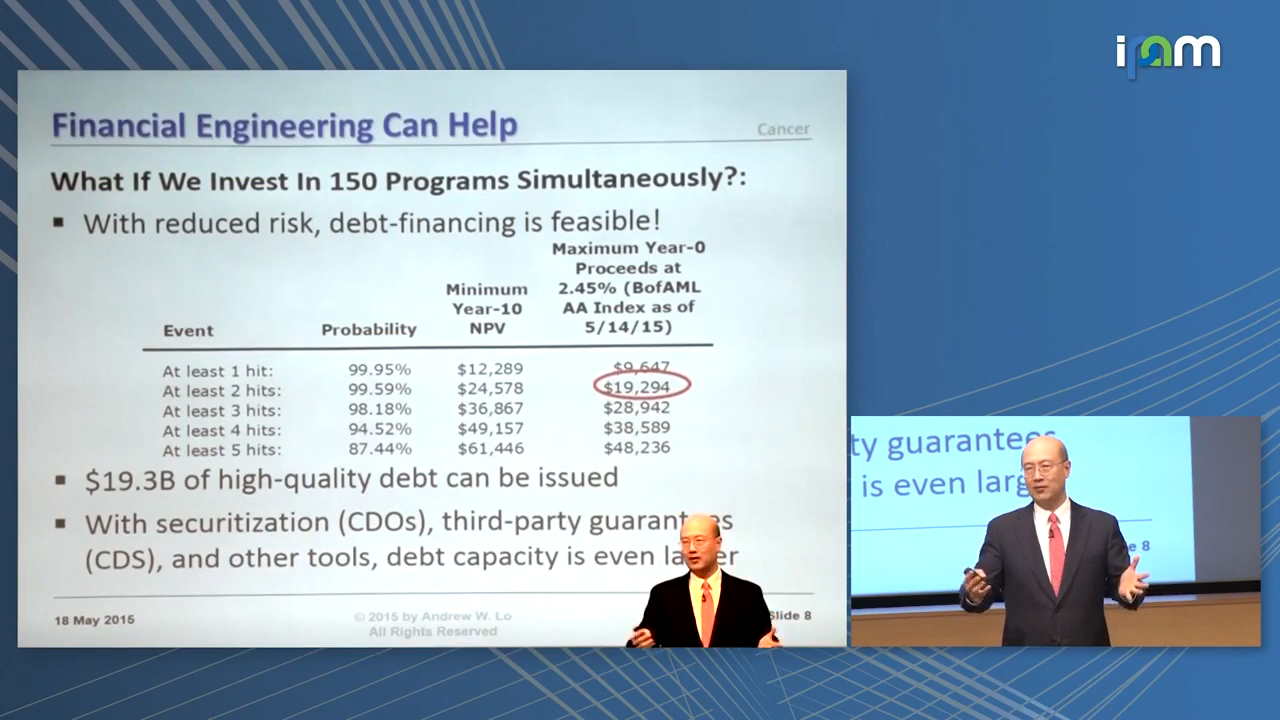 ipam
Financial Engineering Can Help
Cancer
What If We Invest In 150 Programs Simultaneously?:
▪ With reduced risk, debt-financing is feasible!
Maximum Year-0
Proceeds at
2.45% (BofAML
AA Index as of
5/14/15)
Minimum
Year-10
NPV
Event Probability
At least 1 hit: 99.95% $12,289 $9,647
At least 2 hits: 99.59% $24,578 $19,294
At least 3 hits: 98.18% $36,867 $28,942
At least 4 hits: 94.52% $49,157 $38,589
At least 5 hits: 87.44% $61,446 $48,236
▪ $19.3B of high-quality debt can be issued
▪ With securitization (CDOs), third-party
(CDS), and other tools, debt capacity is even
18 May 2015
© 2015 by Andrew W. Lo
All Rights Reserved
Slide 8
ty guarantees
is even larg
e 8